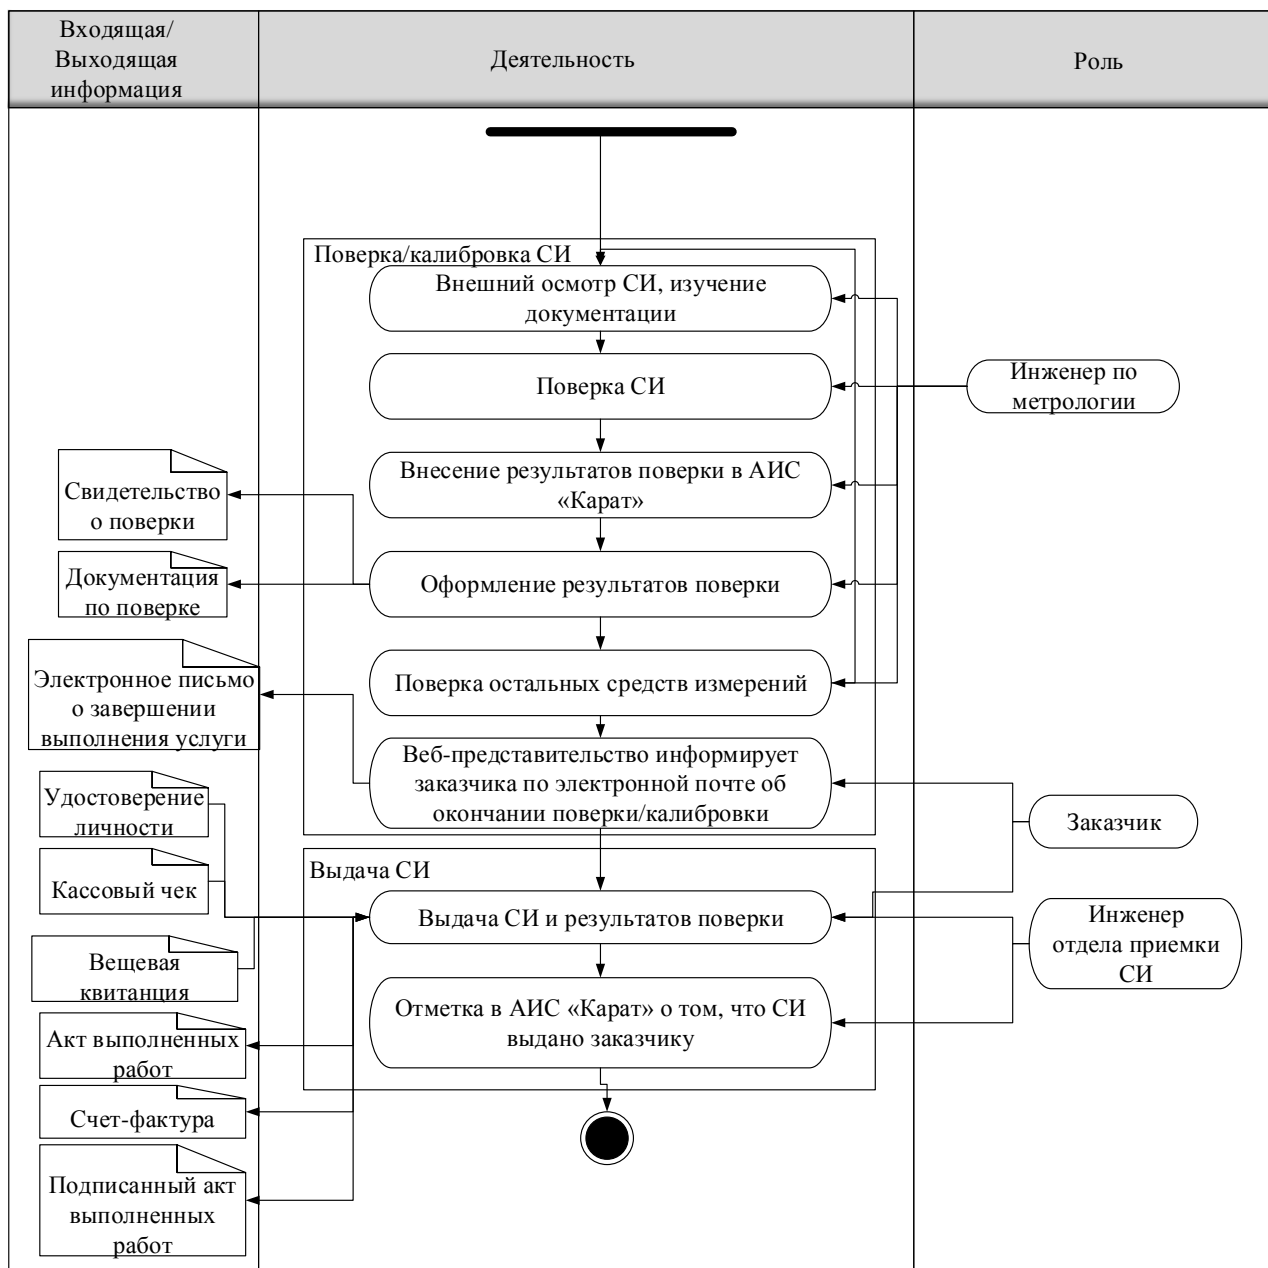 Входящая/
Выходящая
информация
Деятельность
Роль
Поверка/калибровка СИ
Внешний осмотр СИ, изучение
документации
Поверка СИ
Инженер по
метрологии
Внесение результатов поверки в АИС
«Карат»
Свидетельство
о поверки
Оформление результатов поверки
Документация
по поверке
Поверка остальных средств измерений
Электронное письмо
о завершении
выполнения услуги
Веб-представительство информирует
заказчика по электронной почте об
окончании поверки/калибровки
Удостоверение
личности
Заказчик
Выдача СИ
Кассовый чек
Выдача СИ и результатов поверки
Инженер
отдела приемки
СИ
Вещевая
квитанция
Отметка в АИС «Карат» о том, что СИ
выдано заказчику
Акт выполненных
работ
Счет-фактура
Подписанный акт
выполненных
работ